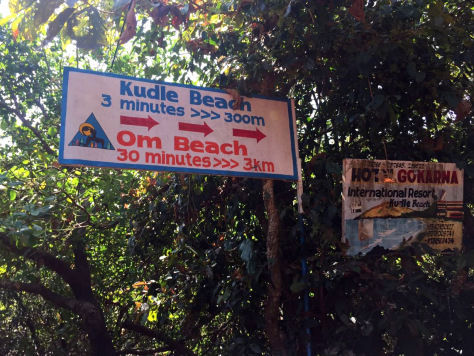 Kudle Beach
3 minutes >>> 300m
Om Beach
30 minutes >>> 3km
HOTEL GOKARNA
International Resort
Kudle Beach